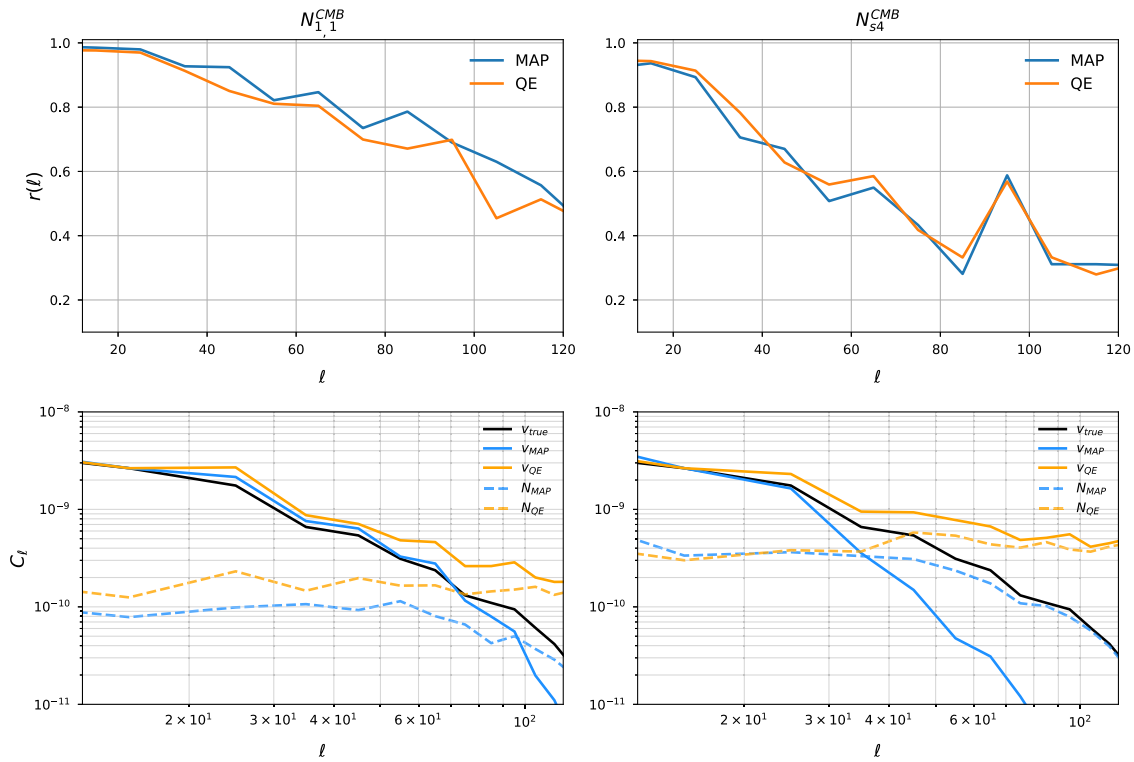 N_{1,1}^{CMB}
1.0
0.8
0.6
0.4
0.2
r(ℓ)
MAP
QE
20 40 60 80 100 120
ℓ
N_{s4}^{CMB}
1.0
0.8
0.6
0.4
0.2
MAP
QE
20 40 60 80 100 120
ℓ
10^{-8}
10^{-9}
10^{-10}
10^{-11}
C_ℓ
v_{true}
v_{MAP}
v_{QE}
N_{MAP}
N_{QE}
2 × 10^1 3 × 10^1 4 × 10^1 6 × 10^1 10^2
ℓ
10^{-8}
10^{-9}
10^{-10}
10^{-11}
v_{true}
v_{MAP}
v_{QE}
N_{MAP}
N_{QE}
2 × 10^1 3 × 10^1 4 × 10^1 6 × 10^1 10^2
ℓ